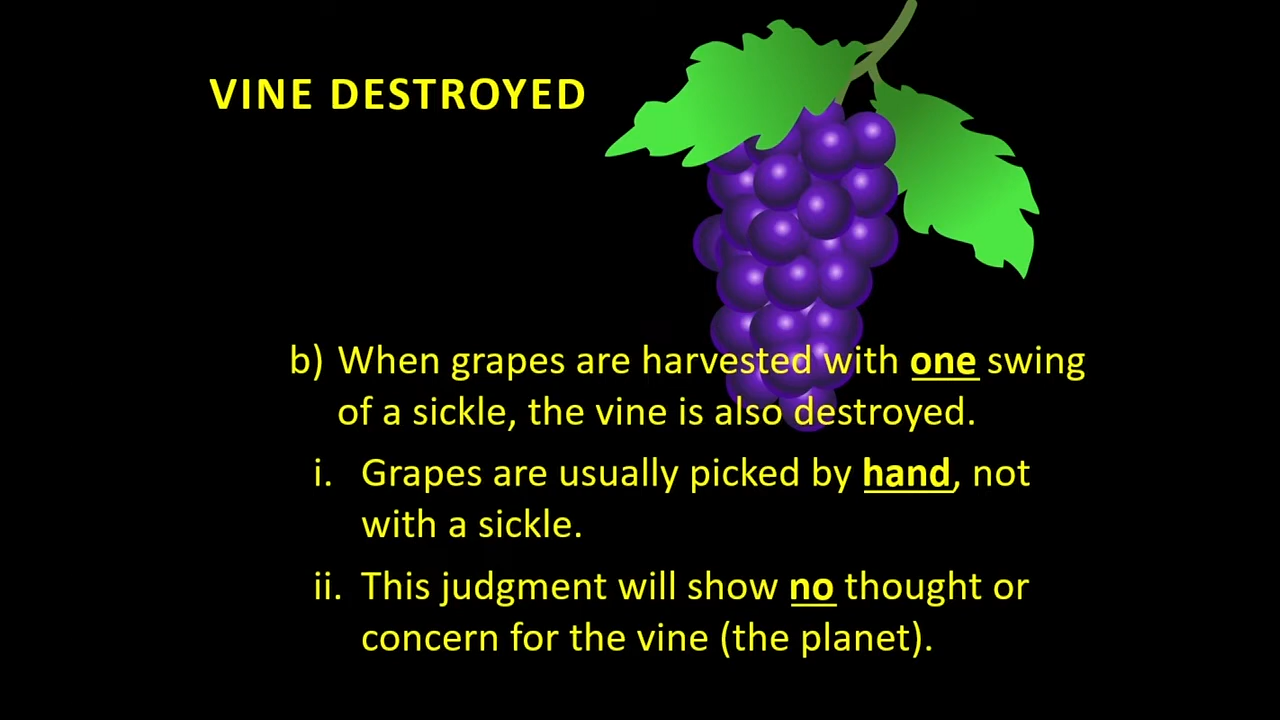 VINE DESTROYED
b) When grapes are harvested with one swing
of a sickle, the vine is also destroyed.
i. Grapes are usually picked by hand, not
with a sickle.
ii. This judgment will show no thought or
concern for the vine (the planet).